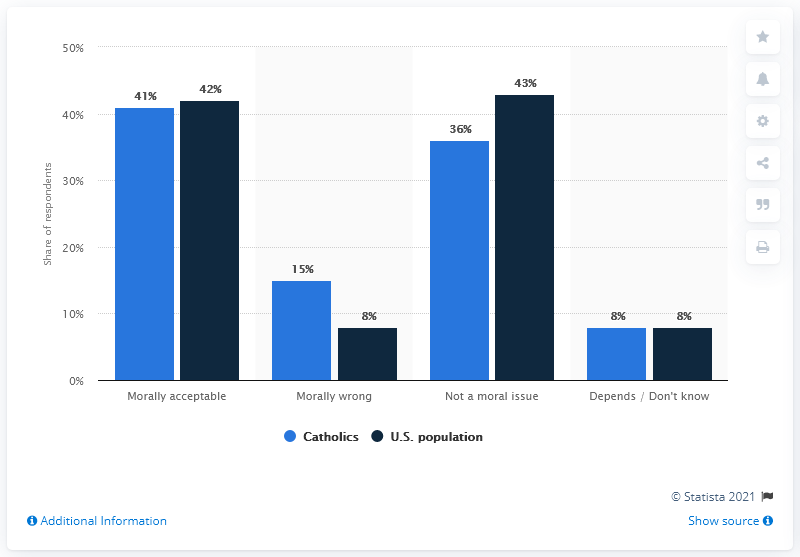 50%
40%
30%
20%
10%
0%
Share of respondents
41%
42%
15%
8%
36%
43%
8%
8%
Morally acceptable
Morally wrong
Not a moral issue
Depends / Don't know
Catholics
U.S. population
© Statista 2021
Additional Information
Show source